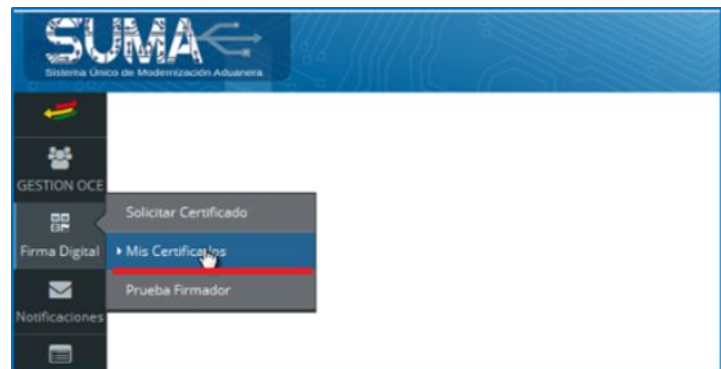 SUMA
Sistema Único de Modernización Aduanera
GESTION OCE
Firma Digital
Solicitar Certificado
Mis Certificados
Prueba Firmador
Notificaciones